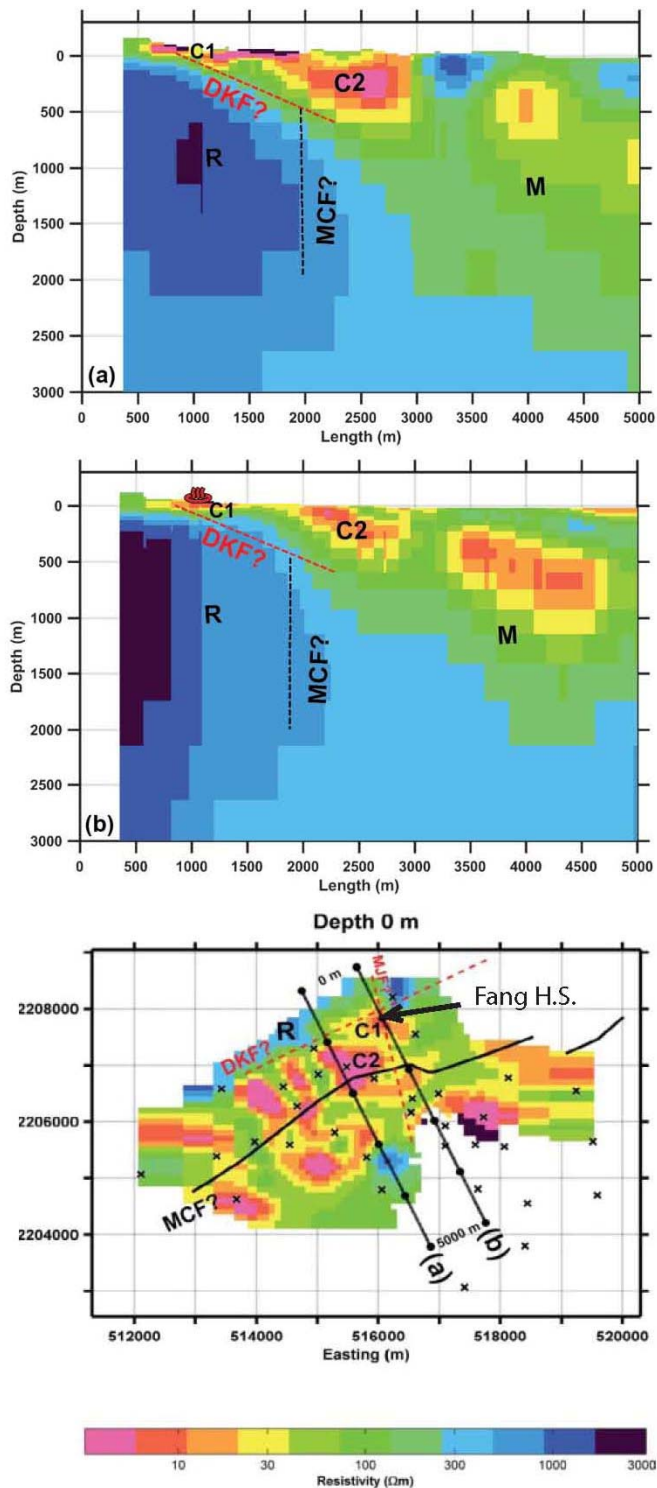 0
500
1000
1500
2000
2500
3000
Depth (m)
C1
C2
DKF?
R
MCF?
M
(a)
0 500 1000 1500 2000 2500 3000 3500 4000 4500 5000
Length (m)
0
500
1000
1500
2000
2500
3000
Depth (m)
C1
C2
DKF?
R
MCF?
M
(b)
0 500 1000 1500 2000 2500 3000 3500 4000 4500 5000
Length (m)
Depth 0 m
2208000
2206000
2204000
0 m
MJF
Fang H.S.
R
C1
DKF?
C2
MCF?
5000 m
(a)
(b)
512000 514000 516000 518000 520000
Easting (m)
10 30 100 300 1000 3000
Resistivity (Ωm)